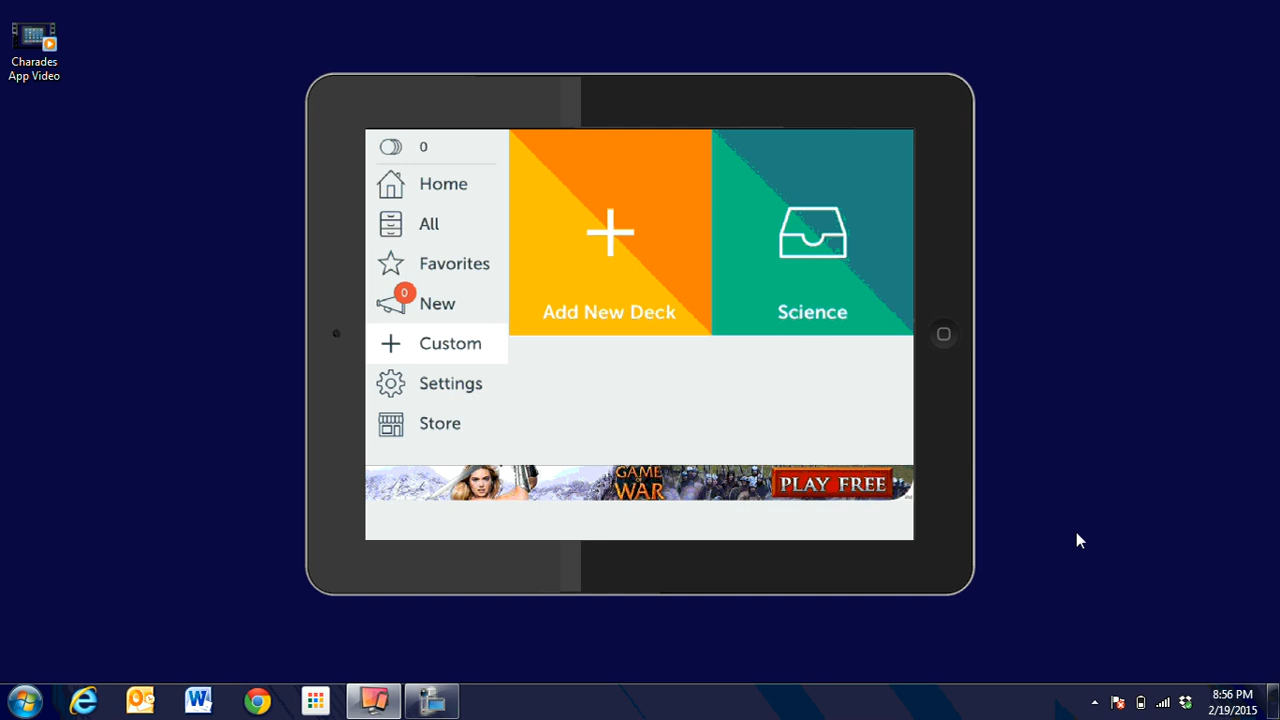 Charades
App Video
0
Home
All
Favorites
0
New
Custom
Settings
Store
Add New Deck
Science
GAME
OF
WAR
PLAY FREE
8:56 PM
2/19/2015